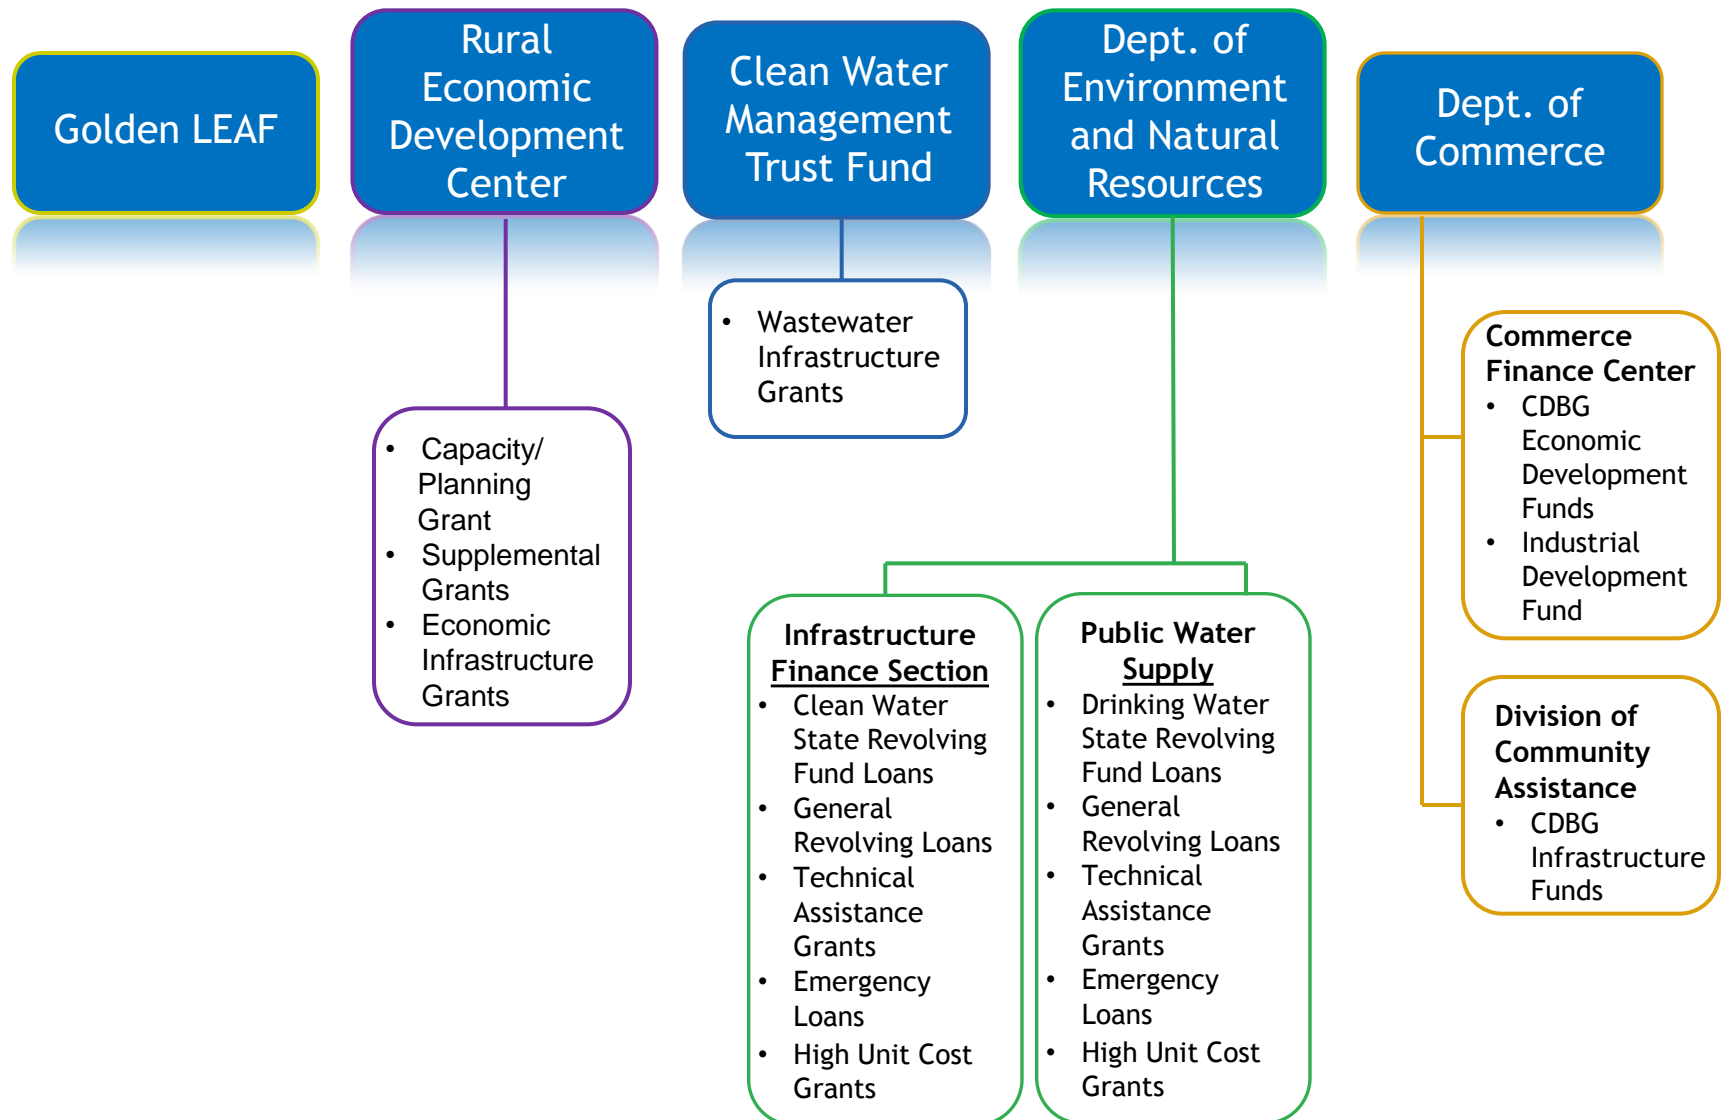 Golden LEAF
Rural
Economic
Development
Center
Clean Water
Management
Trust Fund
Dept. of
Environment
and Natural
Resources
Dept. of
Commerce
• Capacity/
Planning
Grant
• Supplemental
Grants
• Economic
Infrastructure
Grants
• Wastewater
Infrastructure
Grants
Infrastructure
Finance Section
• Clean Water
State Revolving
Fund Loans
• General
Revolving Loans
• Technical
Assistance
Grants
• Emergency
Loans
• High Unit Cost
Grants
Public Water
Supply
• Drinking Water
State Revolving
Fund Loans
• General
Revolving Loans
• Technical
Assistance
Grants
• Emergency
Loans
• High Unit Cost
Grants
Commerce
Finance Center
• CDBG
Economic
Development
Funds
• Industrial
Development
Fund
Division of
Community
Assistance
• CDBG
Infrastructure
Funds